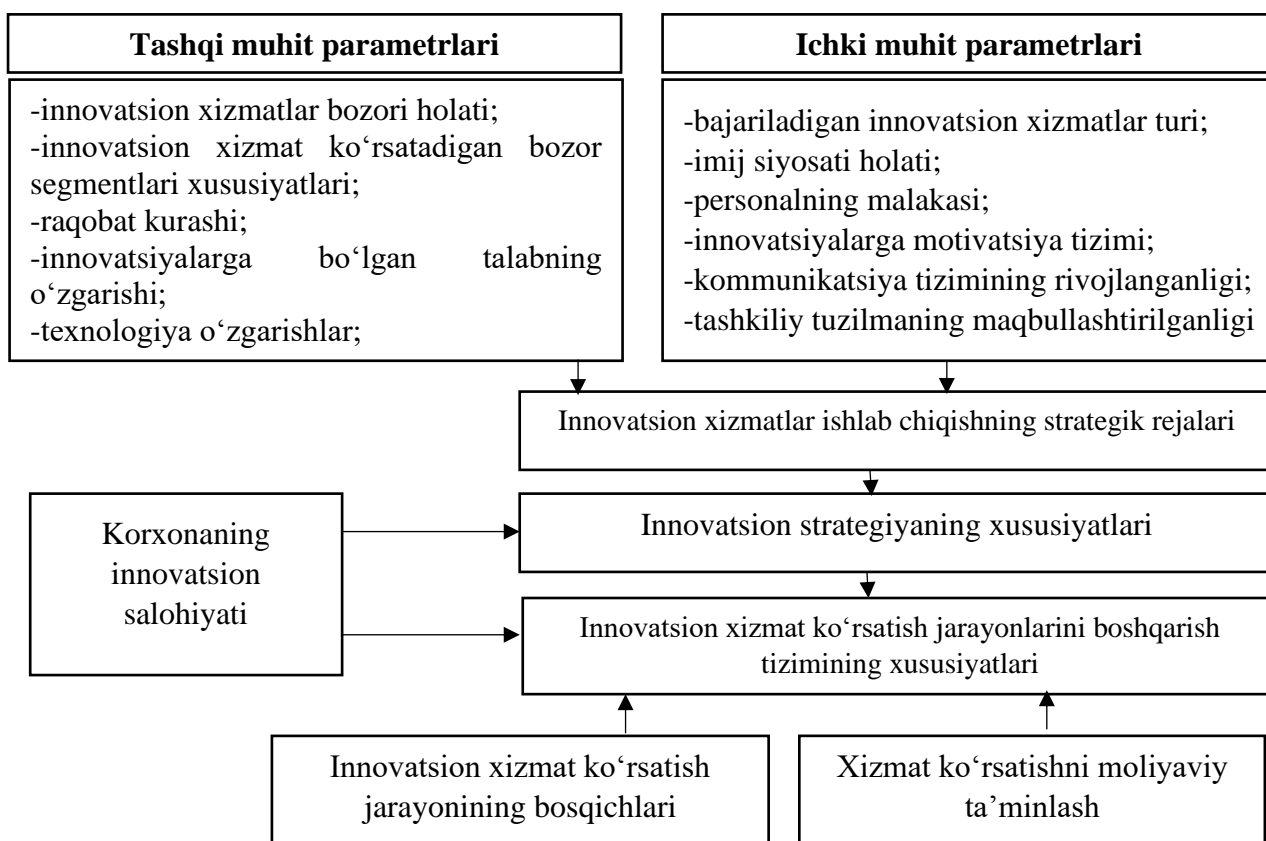 Tashqi muhit parametrlari
-innovatsion xizmatlar bozori holati;
-innovatsion xizmat ko‘rsatadigan bozor
segmentlari xususiyatlari;
-raqobat kurashi;
-innovatsiyalarga bo‘lgan talabning
o‘zgarishi;
-texnologiya o‘zgarishlar;
Ichki muhit parametrlari
-bajariladigan innovatsion xizmatlar turi;
-imij siyosati holati;
-personalning malakasi;
-innovatsiyalarga motivatsiya tizimi;
-kommunikatsiya tizimining rivojlanganligi;
-tashkiliy tuzilmaning maqbullashtirilganligi
Innovatsion xizmatlar ishlab chiqishning strategik rejalari
Korxonaning
innovatsion
salohiyati
Innovatsion strategiyaning xususiyatlari
Innovatsion xizmat ko‘rsatish jarayonlarini boshqarish
tizimining xususiyatlari
Innovatsion xizmat ko‘rsatish
jarayonining bosqichlari
Xizmat ko‘rsatishni moliyaviy
ta’minlash